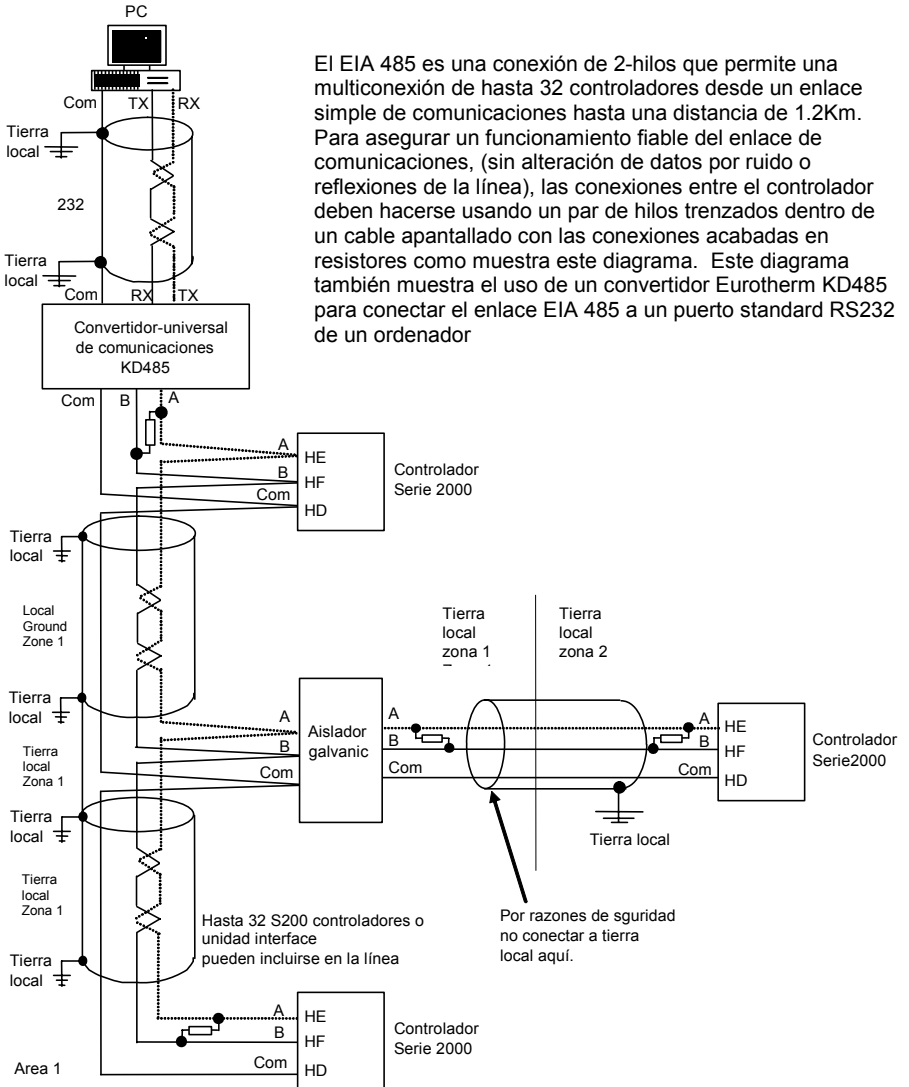 PC
El EIA 485 es una conexión de 2-hilos que permite una
multiconexión de hasta 32 controladores desde un enlace
simple de comunicaciones hasta una distancia de 1.2Km.
Para asegurar un funcionamiento fiable del enlace de
comunicaciones, (sin alteración de datos por ruido o
reflexiones de la línea), las conexiones entre el controlador
deben hacerse usando un par de hilos trenzados dentro de
un cable apantallado con las conexiones acabadas en
resistores como muestra este diagrama. Este diagrama
también muestra el uso de un convertidor Eurotherm KD485
para conectar el enlace EIA 485 a un puerto standard RS232
de un ordenador
Com TX RX
Tierra
local
232
Tierra
local
Com RX TX
Convertidor-universal
de comunicaciones
KD485
Com B A
A HE
B HF
Com HD
Controlador
Serie 2000
Tierra
local
Local
Ground
Zone 1
Tierra
local
Tierra
local
zona 1
Tierra
local
zona 2
A
B
Com
Aislador
galvanic
A
B
Com
A HE
B HF
Com HD
Controlador
Serie2000
Tierra local
Tierra
local
Zona 1
Tierra
local
Tierra
local
Zona 1
Tierra
local
Hasta 32 S200 controladores o
unidad interface
pueden incluirse en la línea
Por razones de sguridad
no conectar a tierra
local aquí.
A HE
B HF
Com HD
Controlador
Serie 2000
Area 1